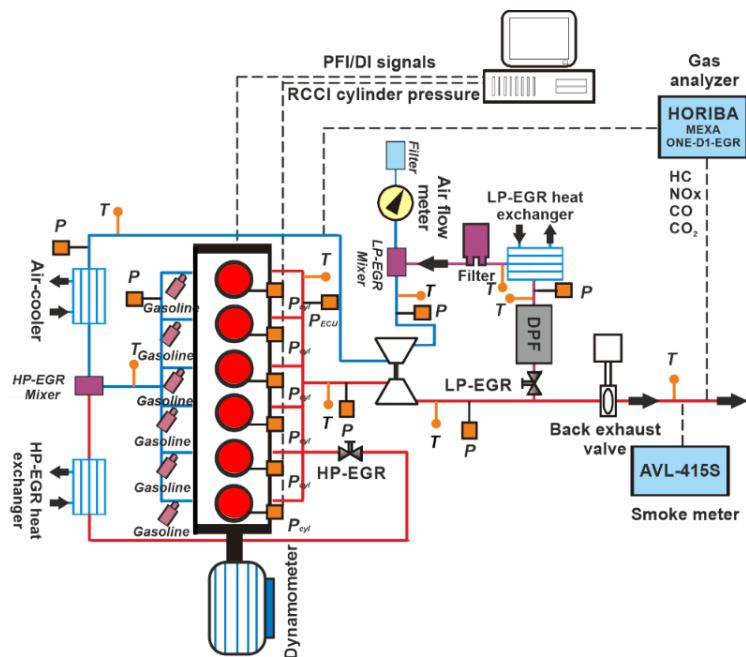 PFI/DI signals
RCCI cylinder pressure
Gas
analyzer
HORIBA
MEXA
ONE-D1-EGR
HC
NOx
CO
CO2
Filter
Air flow
meter
LP-EGR heat
exchanger
LP-EGR
Mixer
Filter
T
P
T
P
Air-cooler
P
Gasoline
Gasoline
Gasoline
Gasoline
Gasoline
Gasoline
T
HP-EGR
Mixer
HP-EGR heat
exchanger
Pcyl
Pcyl
Pcyl
Pcyl
Pcyl
Pcyl
PECU
T
P
T
P
T
T
P
DPF
LP-EGR
T
P
HP-EGR
T
Back exhaust
valve
AVL-415S
Smoke meter
Dynamometer